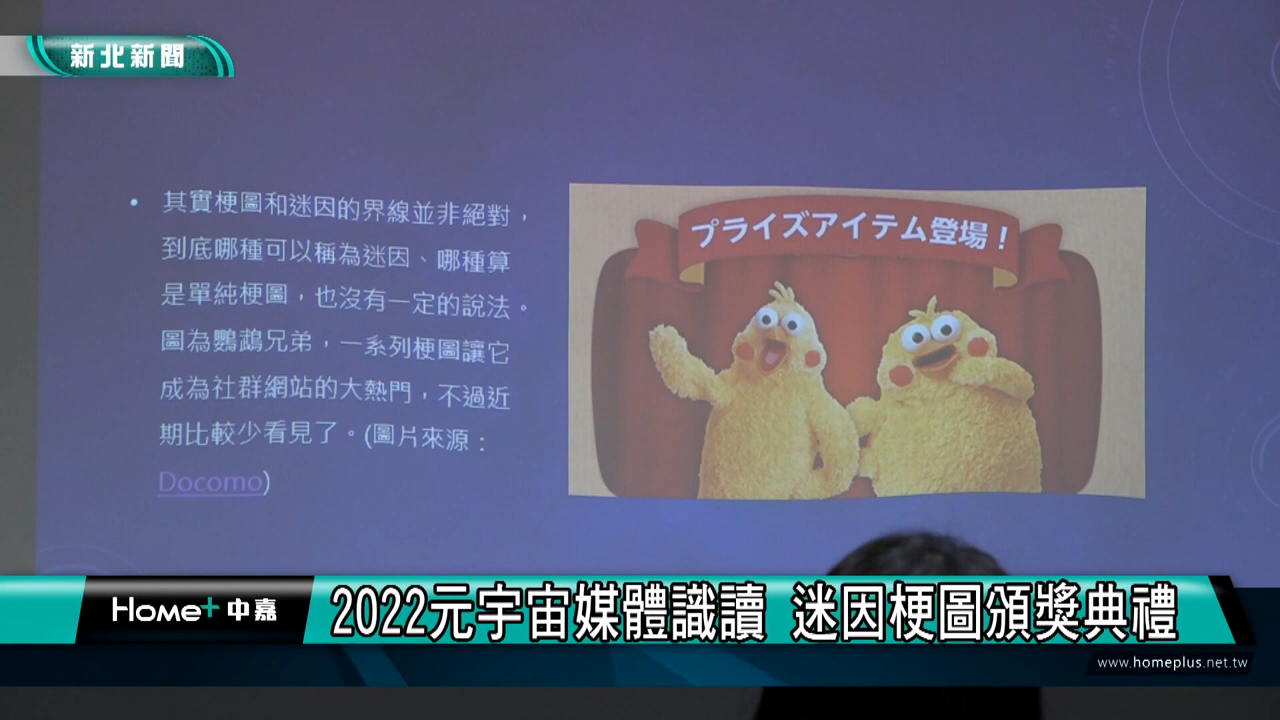 新北新聞
• 其實梗圖和迷因的界線並非絕對，
到底哪種可以稱為迷因、哪種算
是單純梗圖，也沒有一定的說法。
圖為鸚鵡兄弟，一系列梗圖讓它
成為社群網站的大熱門，不過近
期比較少看見了。(圖片來源：
Docomo)
プライズアイテム登場！
Home+ 中嘉
2022元宇宙媒體識讀 迷因梗圖頒獎典禮
www.homeplus.net.tw